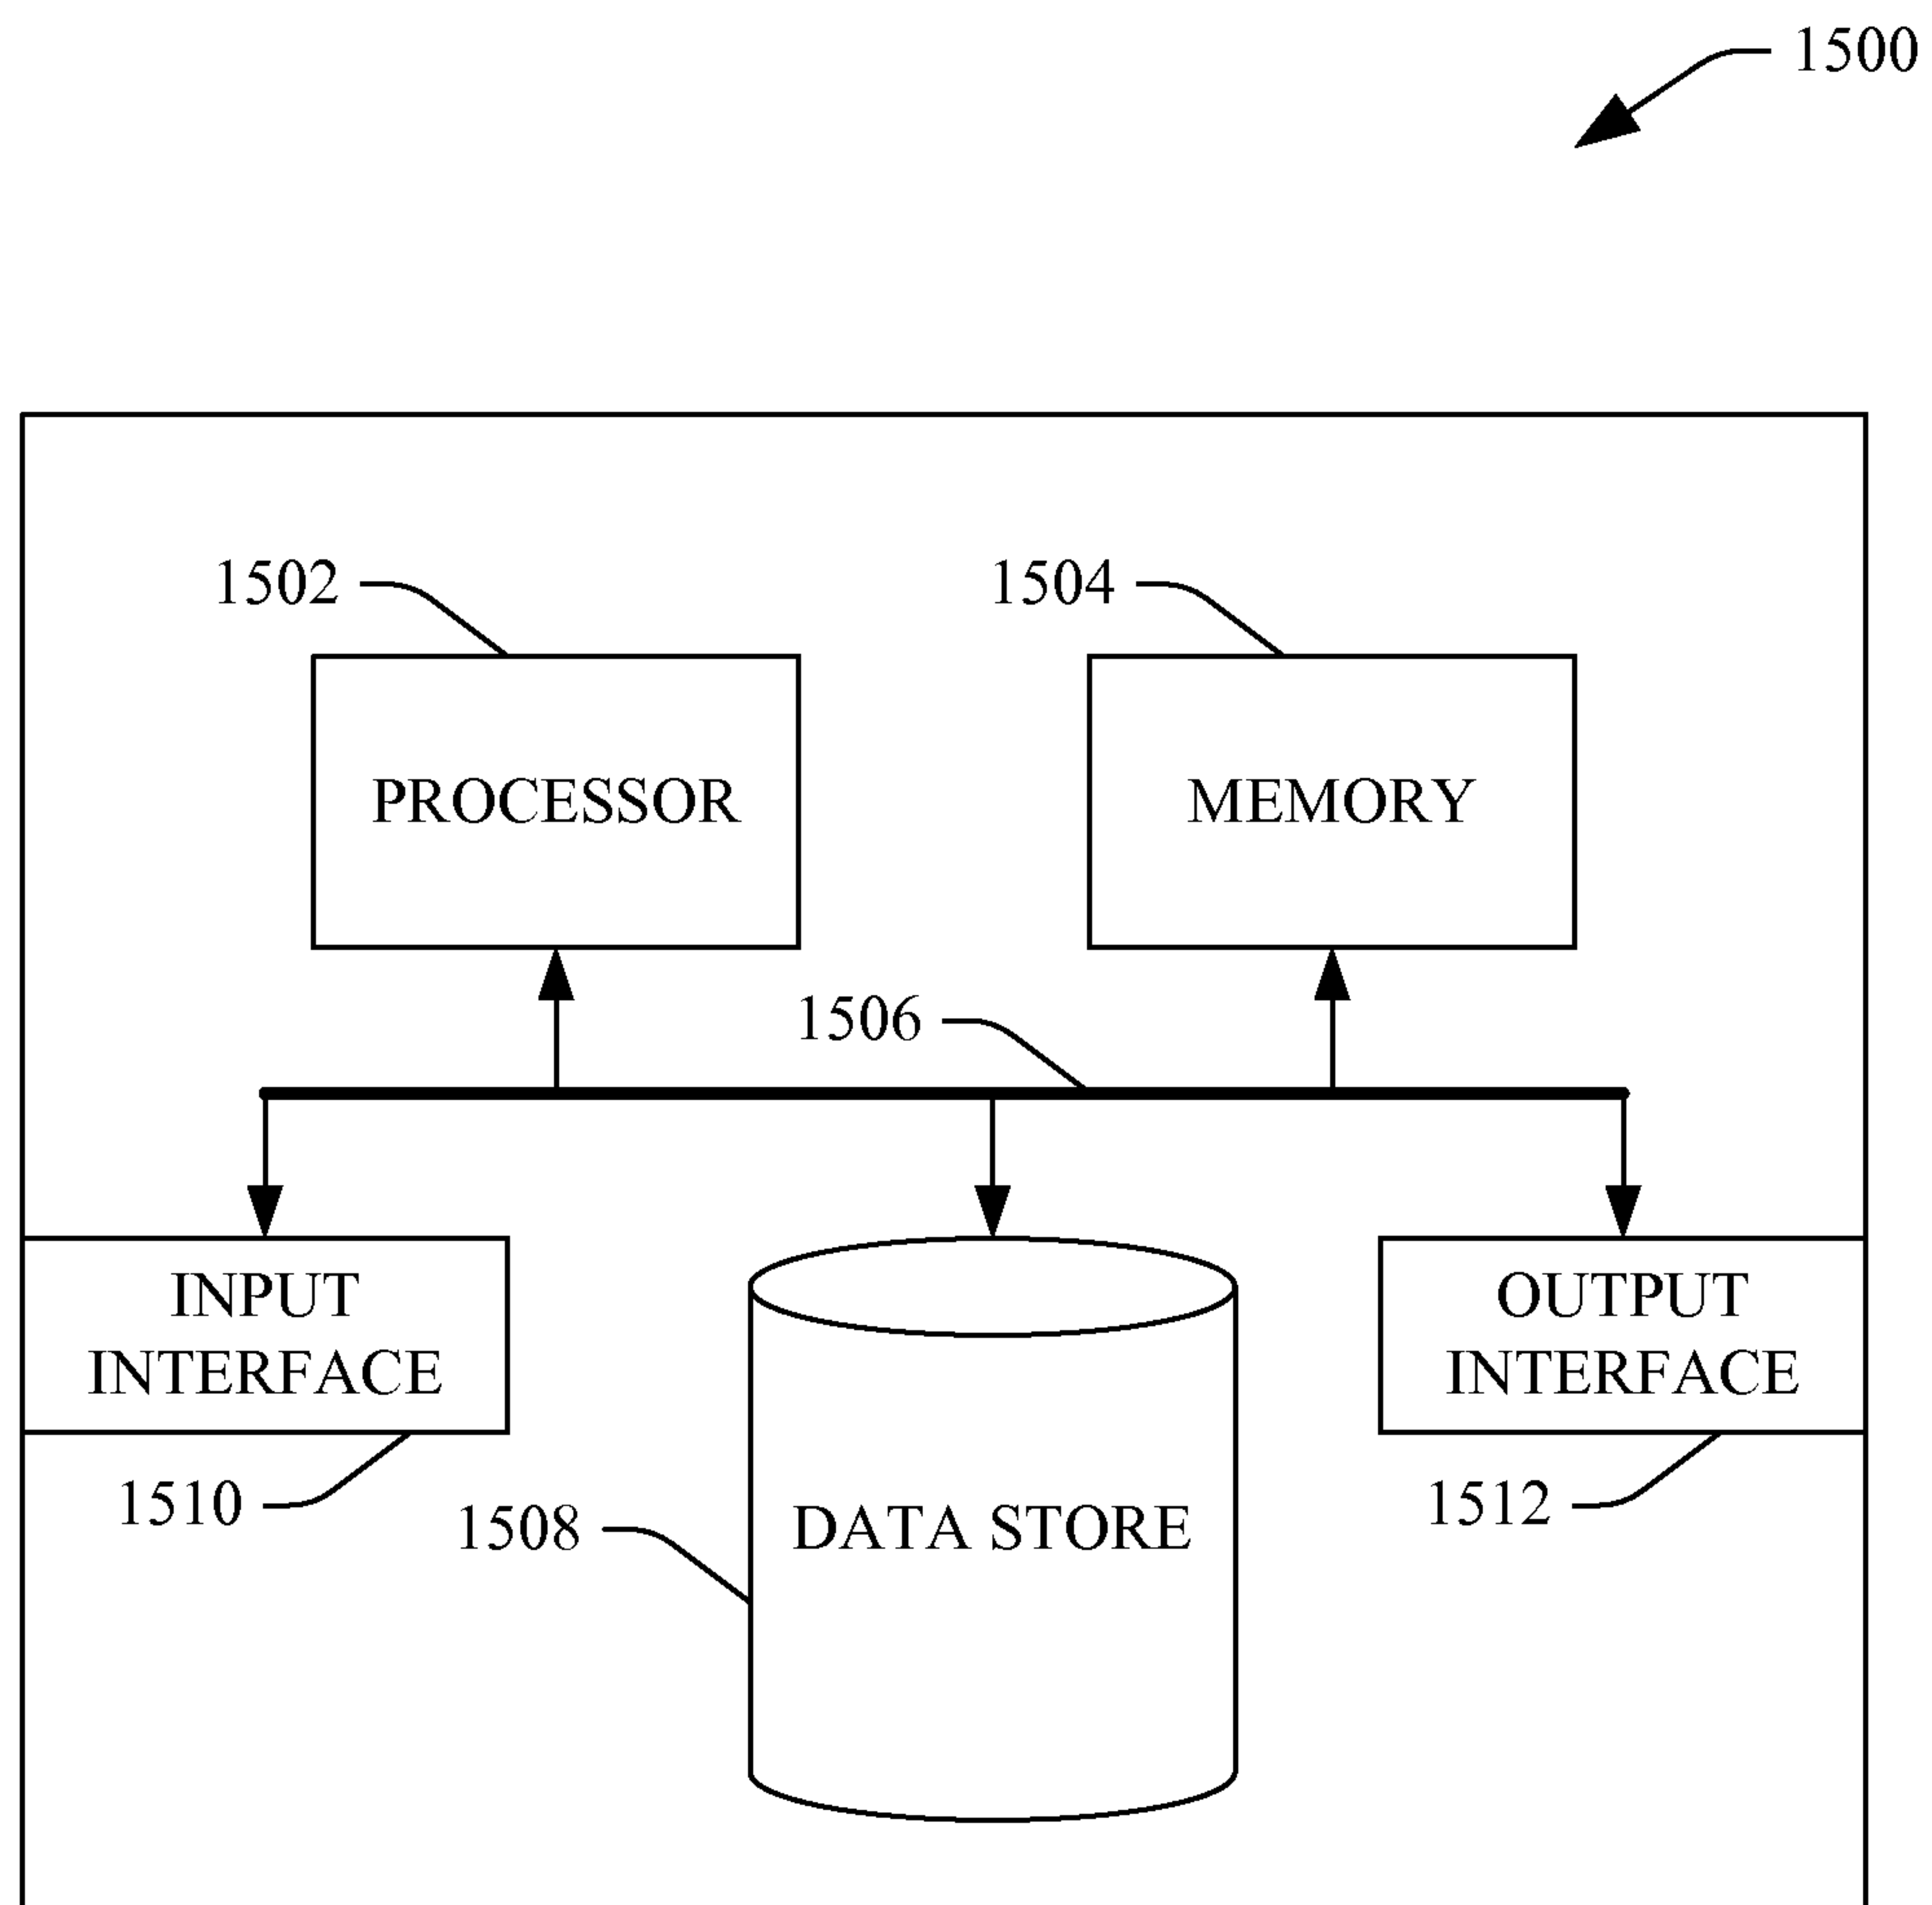 1500
1502
1504
PROCESSOR
MEMORY
1506
INPUT
INTERFACE
OUTPUT
INTERFACE
1510
1508
DATA STORE
1512